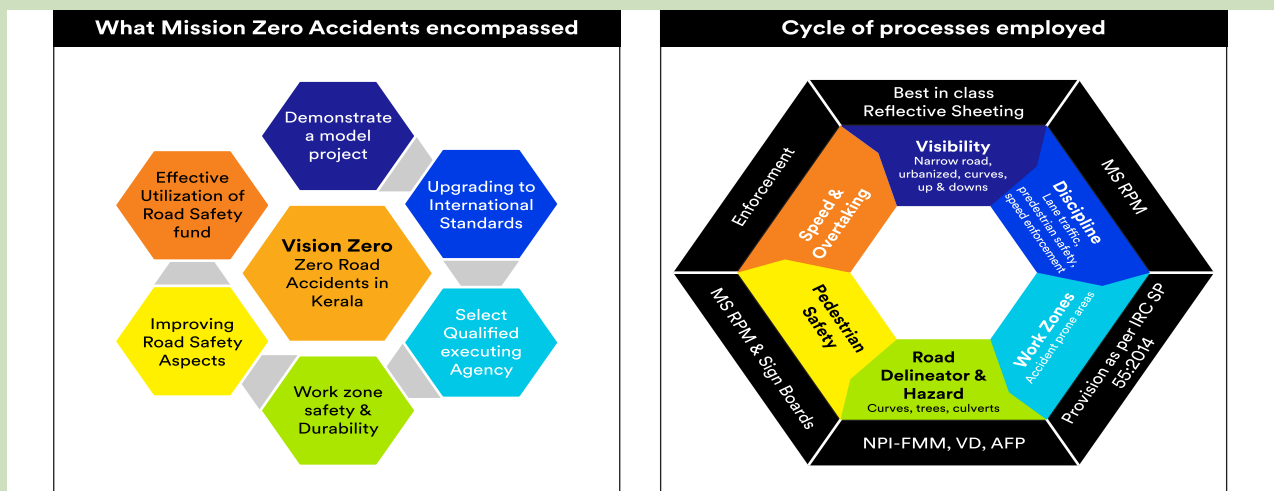 What Mission Zero Accidents encompassed
Demonstrate
a model
project
Upgrading to
International
Standards
Select
Qualified
executing
Agency
Work zone
safety &
Durability
Improving
Road Safety
Aspects
Effective
Utilization of
Road Safety
fund
Vision Zero
Zero Road
Accidents in
Kerala
Cycle of processes employed
Best in class
Reflective Sheeting
Visibility
Narrow road,
urbanized, curves,
up & downs
MS RPM
Discipline
Lane traffic,
predestrian safety,
speed enforcement
Provision as per IRC SP
55:2014
Work Zones
Accident prone areas
NPI-FMM, VD, AFP
Road
Delineator &
Hazard
Curves, trees, culverts
MS RPM & Sign Boards
Pedestrian
Safety
Enforcement
Speed &
Overtaking